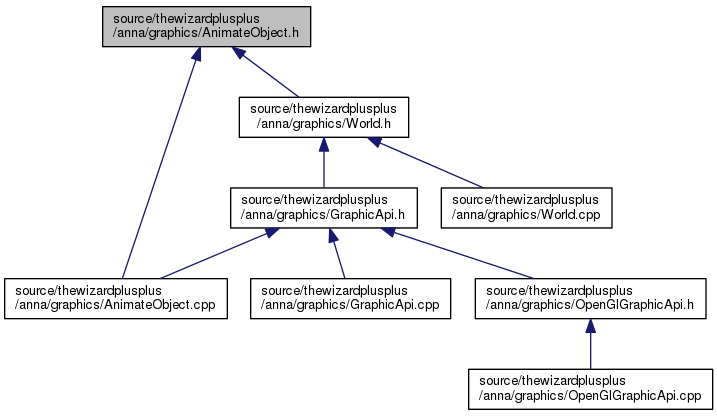 source/thewizardplusplus
/anna/graphics/AnimateObject.h
source/thewizardplusplus
/anna/graphics/World.h
source/thewizardplusplus
/anna/graphics/GraphicApi.h
source/thewizardplusplus
/anna/graphics/World.cpp
source/thewizardplusplus
/anna/graphics/AnimateObject.cpp
source/thewizardplusplus
/anna/graphics/GraphicApi.cpp
source/thewizardplusplus
/anna/graphics/OpenGlGraphicApi.h
source/thewizardplusplus
/anna/graphics/OpenGlGraphicApi.cpp